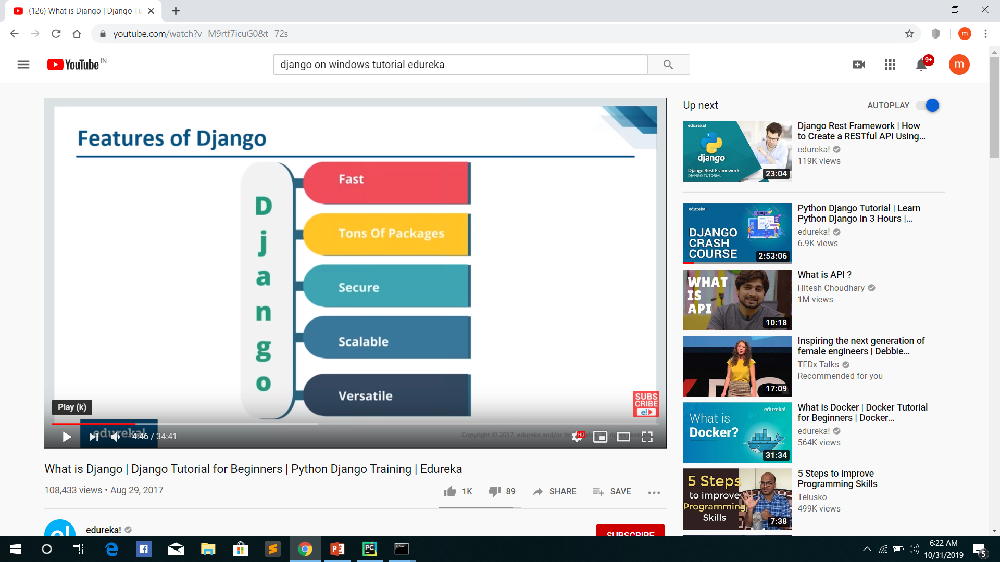 (126) What is Django | Django Tu
youtube.com/watch?v=M9rtf7icuG0&t=72s
m
YouTube IN
django on windows tutorial edureka
9+
m
Features of Django
Django
Fast
Tons Of Packages
Secure
Scalable
Versatile
SUBSCRIBE
e!
Play (k)
edureka!
4:46 / 34:41
Copyright © 2017, edureka and/or its
HD
What is Django | Django Tutorial for Beginners | Python Django Training | Edureka
108,433 views • Aug 29, 2017
1K
89
SHARE
SAVE
edureka!
SUBSCRIBE
Up next
AUTOPLAY
edureka!
django
Django Rest Framework
DJANGO TUTORIAL
23:04
Django Rest Framework | How
to Create a RESTful API Using...
edureka!
119K views
edureka!
django
DJANGO
CRASH
COURSE
2:53:06
Python Django Tutorial | Learn
Python Django In 3 Hours |...
edureka!
6.9K views
WHAT
IS
API
10:18
What is API ?
Hitesh Choudhary
1M views
17:09
Inspiring the next generation of
female engineers | Debbie...
TEDx Talks
Recommended for you
edureka!
What is
Docker?
31:34
What is Docker | Docker Tutorial
for Beginners | Docker...
edureka!
564K views
5 Steps
to improve
Programming
Skills
7:38
5 Steps to improve
Programming Skills
Telusko
499K views
PC
6:22 AM
10/31/2019
5